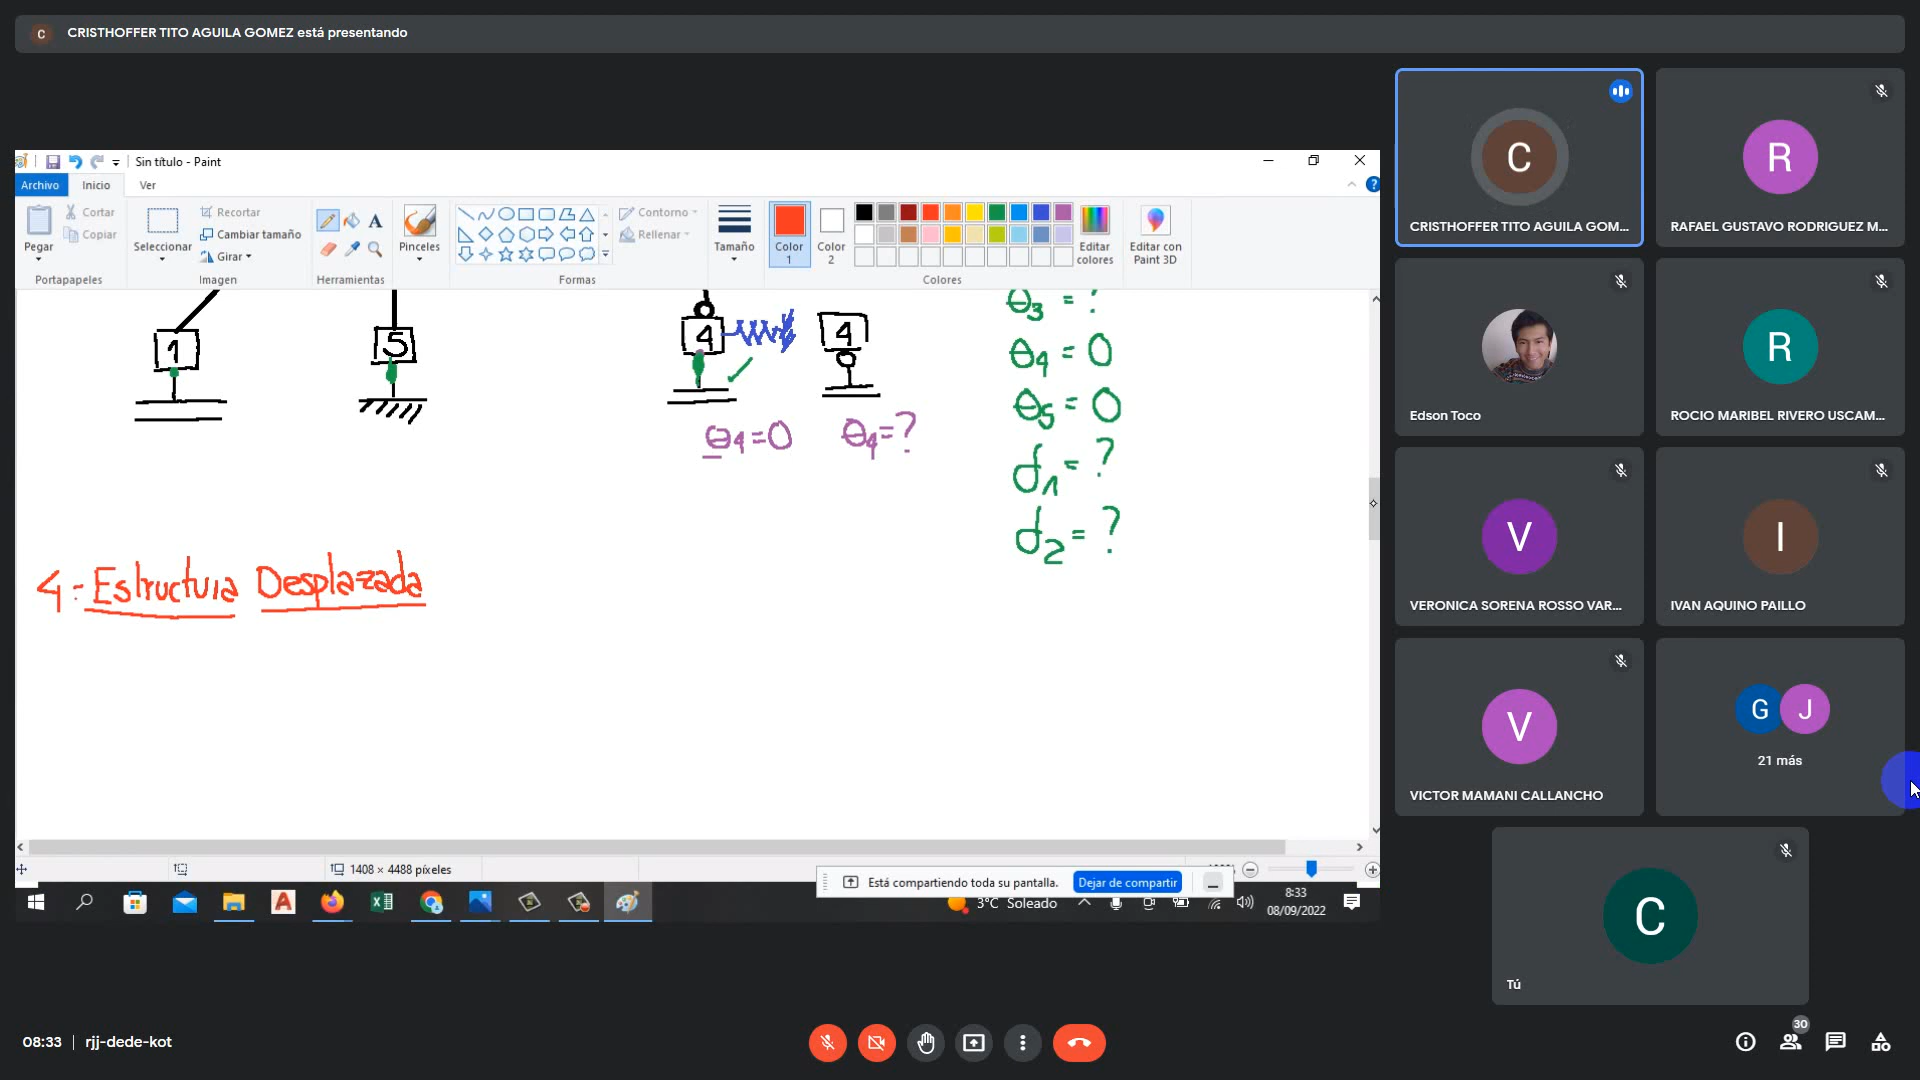 C CRISTHOFFER TITO AGUILA GOMEZ está presentando
Sin título - Paint
Archivo Inicio Ver
Pegar
Cortar
Copiar
Portapapeles
Seleccionar
Recortar
Cambiar tamaño
Girar
Imagen
A
Herramientas
Pinceles
Contorno
Rellenar
Formas
Tamaño
Color 1
Color 2
Editar colores
Editar con Paint 3D
Colores
1
5
4
4
θ4=0 θ4=?
θ3 = ?
θ4 = 0
θ5 = 0
d1 = ?
d2 = ?
4.- Estructura Desplazada
1408 × 4488 píxeles
Está compartiendo toda su pantalla.
Dejar de compartir
3°C Soleado
8:33
08/09/2022
C
CRISTHOFFER TITO AGUILA GOM...
R
RAFAEL GUSTAVO RODRIGUEZ M...
Edson Toco
R
ROCIO MARIBEL RIVERO USCAM...
V
VERONICA SORENA ROSSO VAR...
I
IVAN AQUINO PAILLO
V
VICTOR MAMANI CALLANCHO
G J
21 más
C
Tú
08:33 | rjj-dede-kot
30